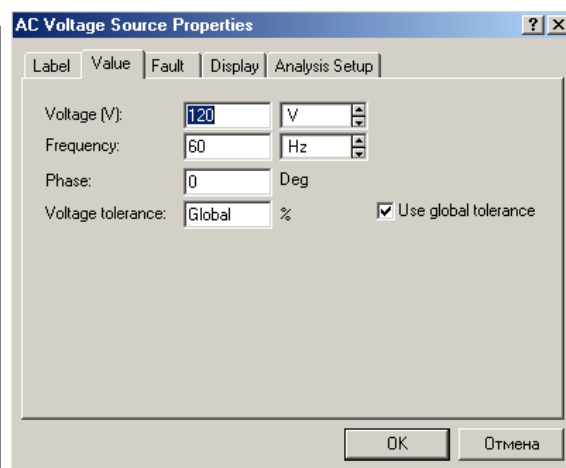 AC Voltage Source Properties
Label Value Fault Display Analysis Setup
Voltage (V): 120 V
Frequency: 60 Hz
Phase: 0 Deg
Voltage tolerance: Global % Use global tolerance
OK Отмена